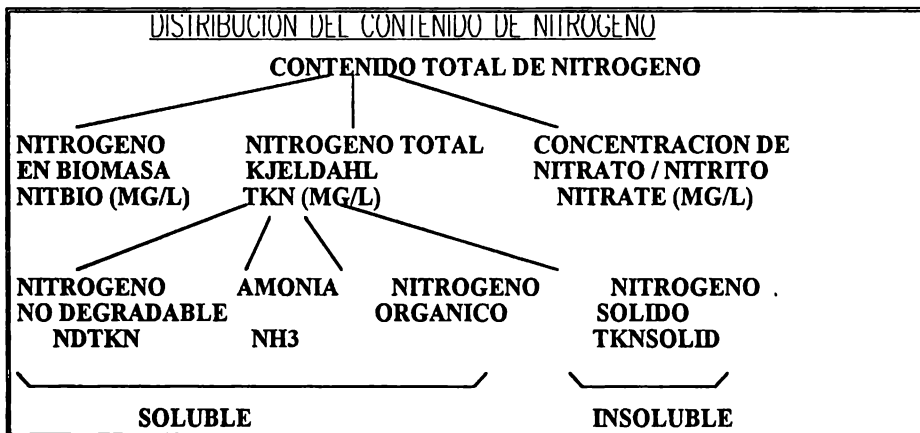 DISTRIBUCION DEL CONTENIDO DE NITROGENO
CONTENIDO TOTAL DE NITROGENO
NITROGENO
EN BIOMASA
NITBIO (MG/L)
NITROGENO TOTAL
KJELDAHL
TKN (MG/L)
CONCENTRACION DE
NITRATO / NITRITO
NITRATE (MG/L)
NITROGENO
NO DEGRADABLE
NDTKN
AMONIA
NH3
NITROGENO
ORGANICO
NITROGENO
SOLIDO
TKNSOLID
SOLUBLE
INSOLUBLE